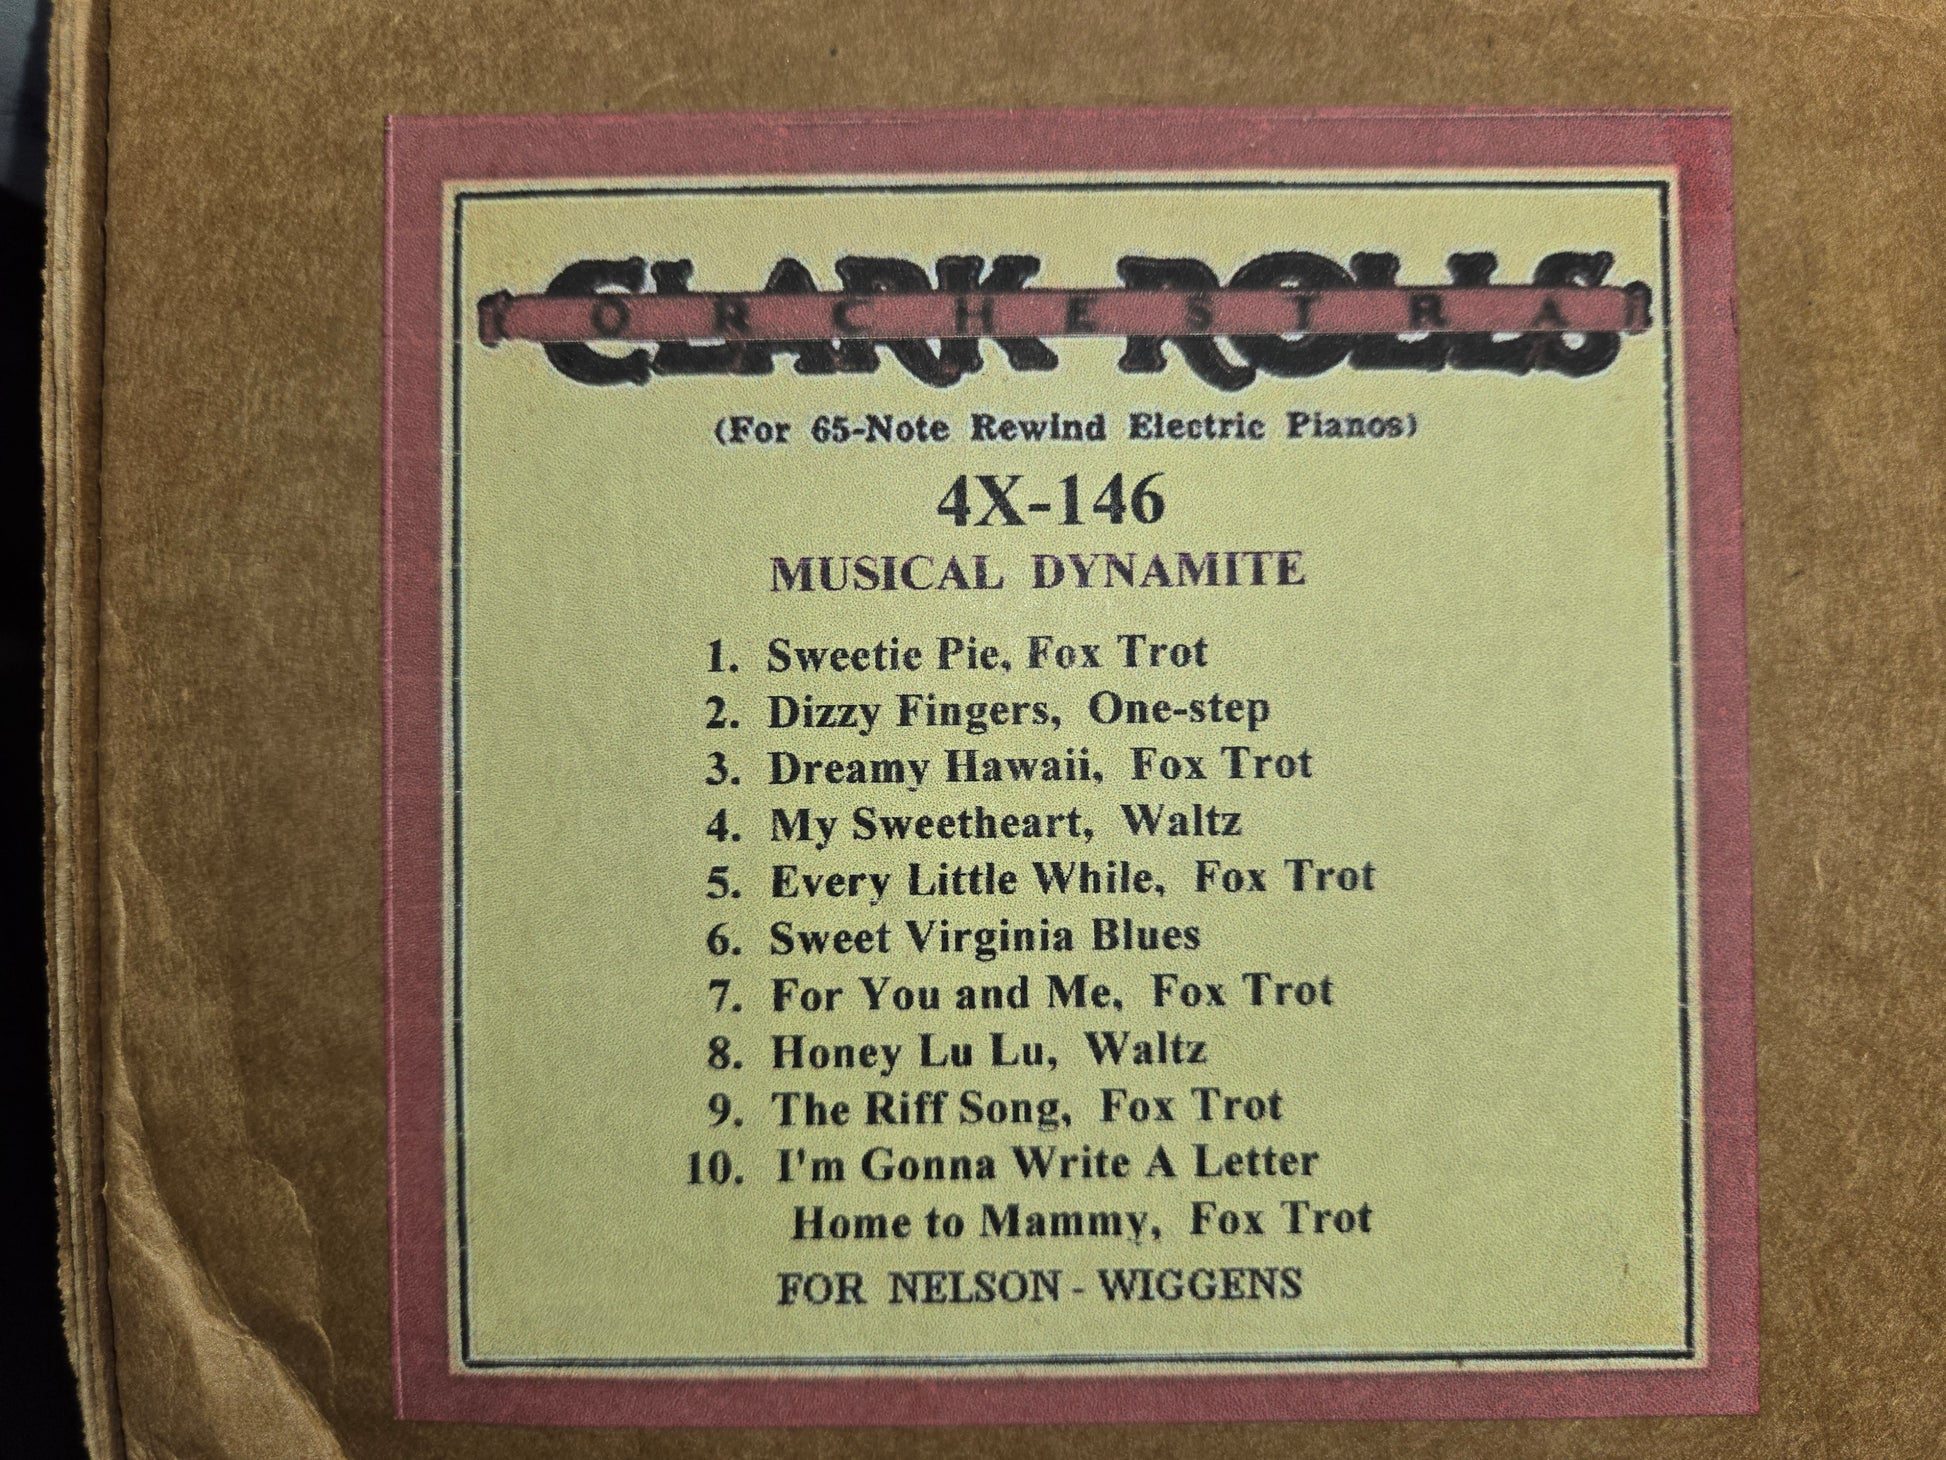 CLARK ROLLS
ORCHESTRA
(For 65-Note Rewind Electric Pianos)
4X-146
MUSICAL DYNAMITE
1. Sweetie Pie, Fox Trot
2. Dizzy Fingers, One-step
3. Dreamy Hawaii, Fox Trot
4. My Sweetheart, Waltz
5. Every Little While, Fox Trot
6. Sweet Virginia Blues
7. For You and Me, Fox Trot
8. Honey Lu Lu, Waltz
9. The Riff Song, Fox Trot
10. I'm Gonna Write A Letter
Home to Mammy, Fox Trot
FOR NELSON - WIGGENS